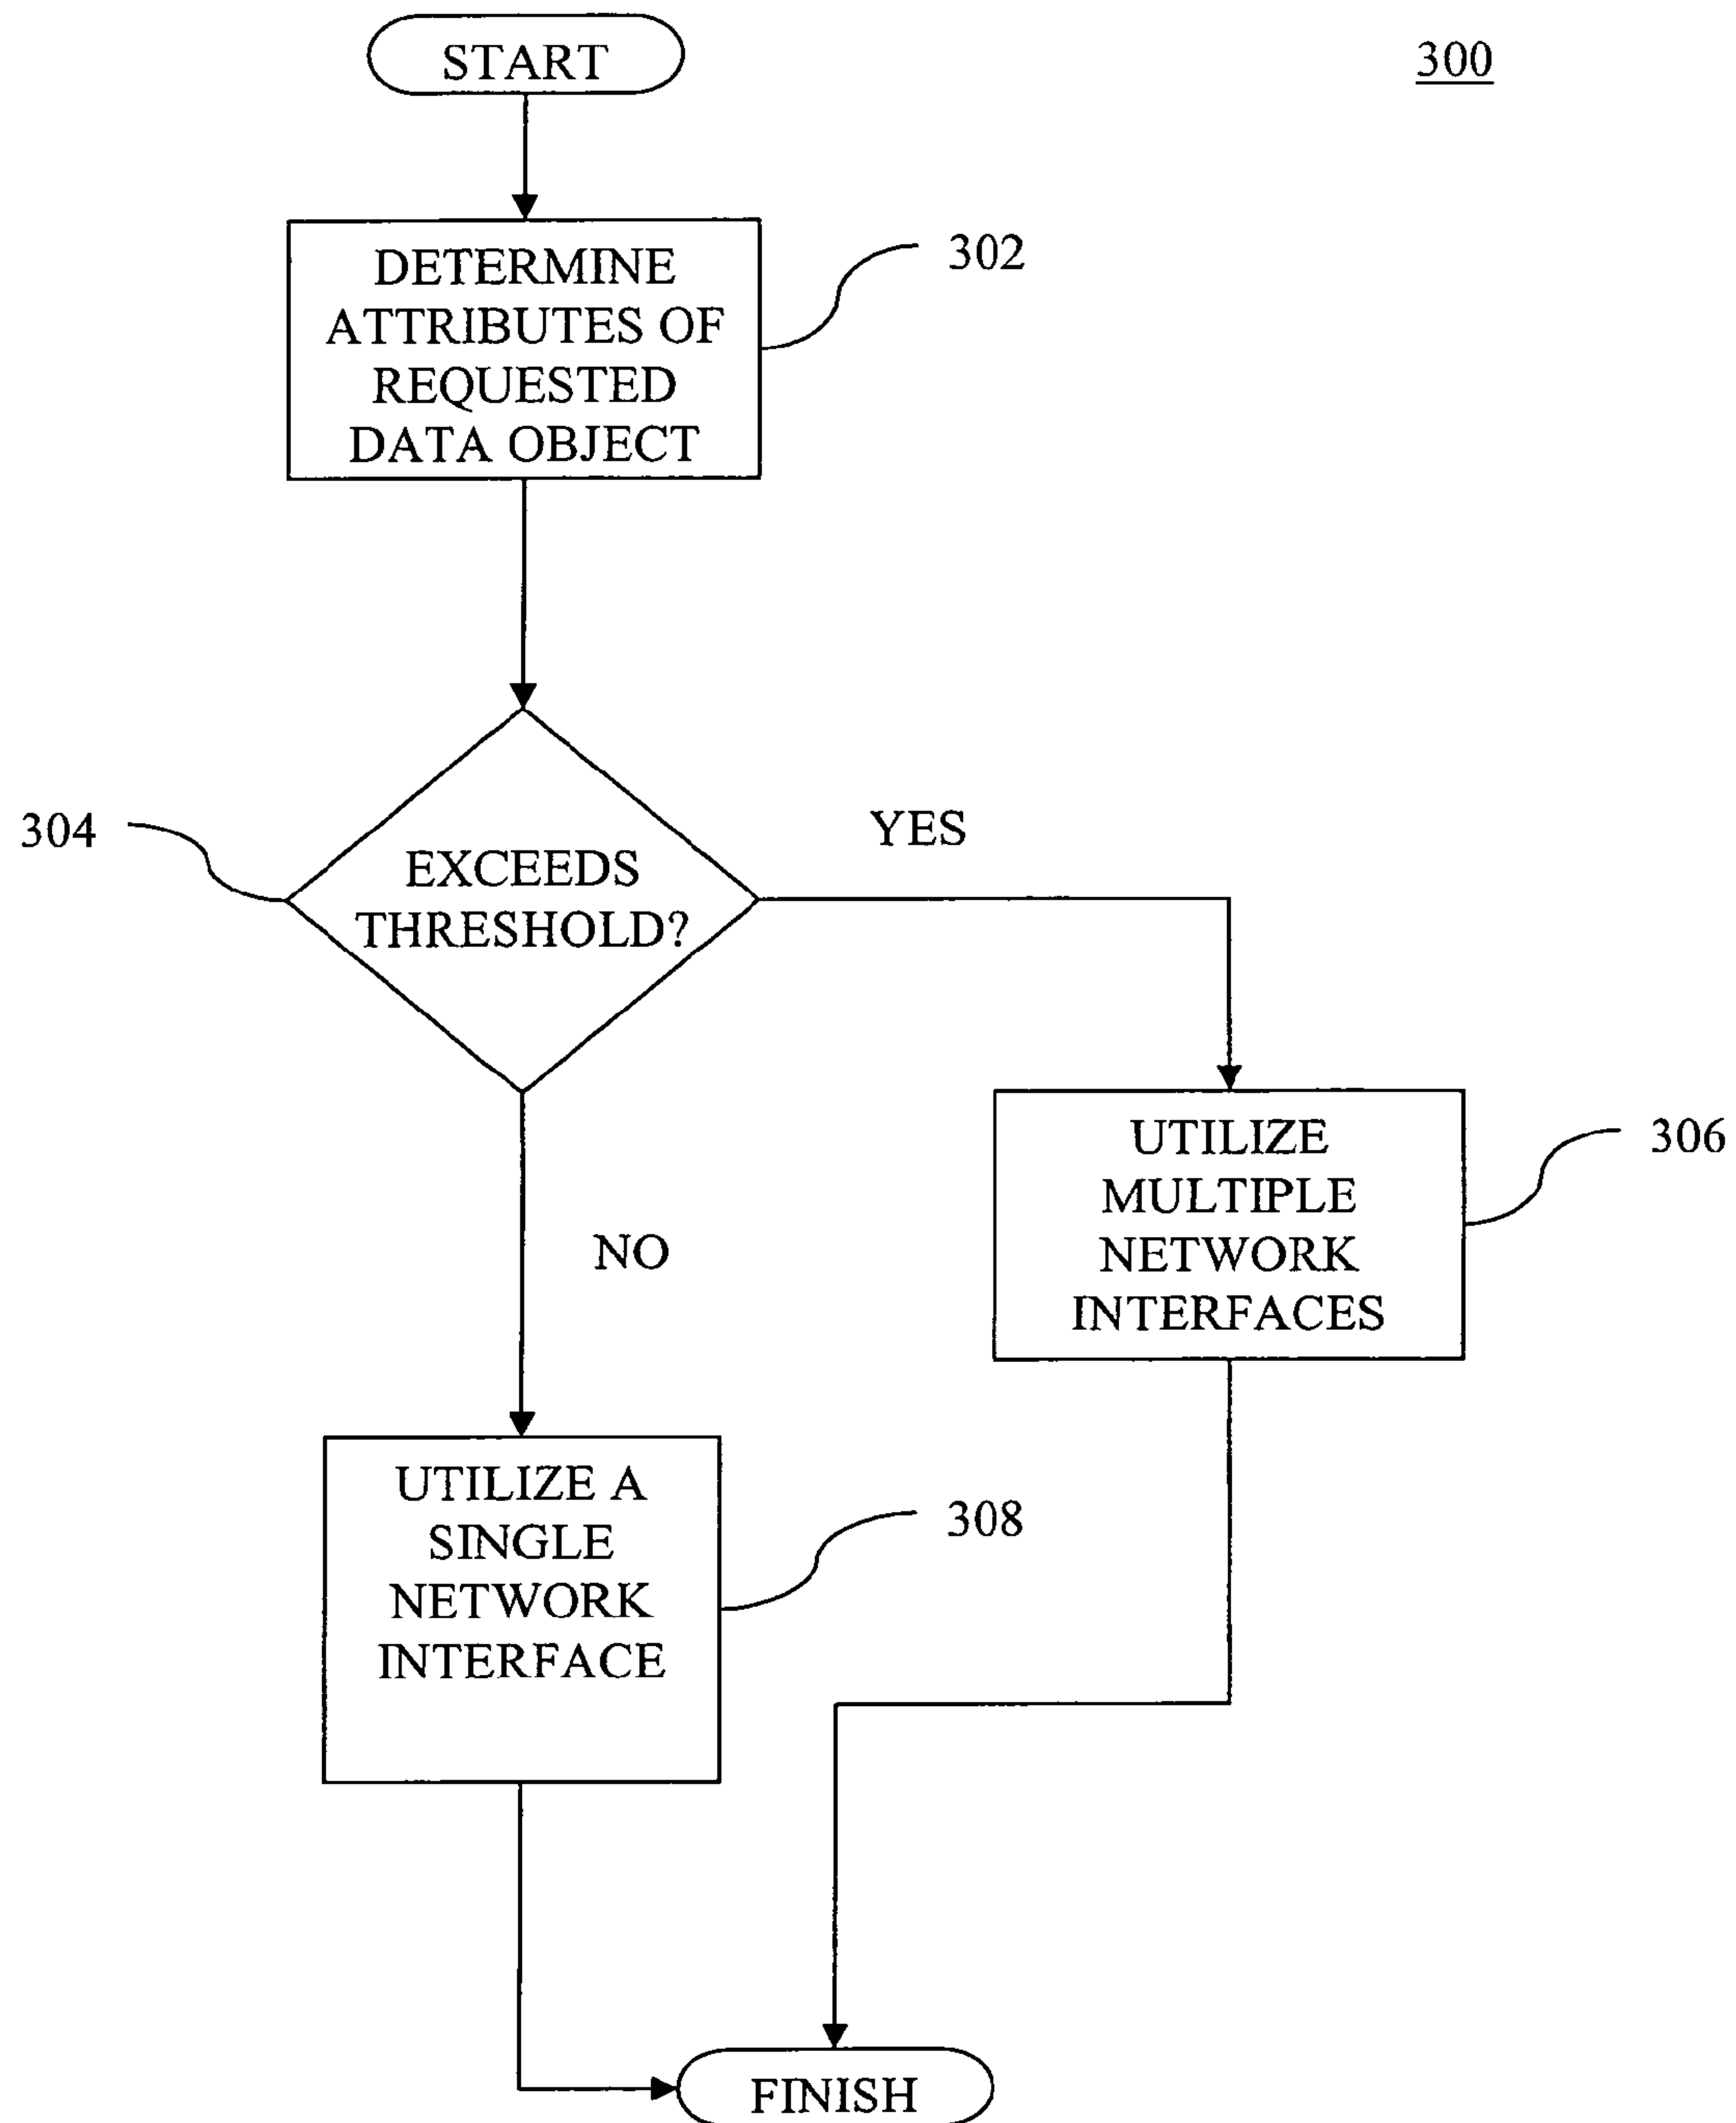 START
300
DETERMINE
ATTRIBUTES OF
REQUESTED
DATA OBJECT
302
304
EXCEEDS
THRESHOLD?
YES
UTILIZE
MULTIPLE
NETWORK
INTERFACES
306
NO
UTILIZE A
SINGLE
NETWORK
INTERFACE
308
FINISH